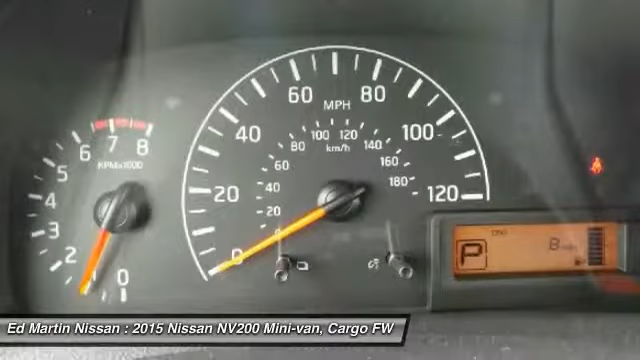 60 MPH 80
40 100
20 120
0
80 100 120 140
km/h
60 160
40 180
20
0
6 7 8
RPMx1000
5
4
3
2
0
P 8
Ed Martin Nissan : 2015 Nissan NV200 Mini-van, Cargo FW